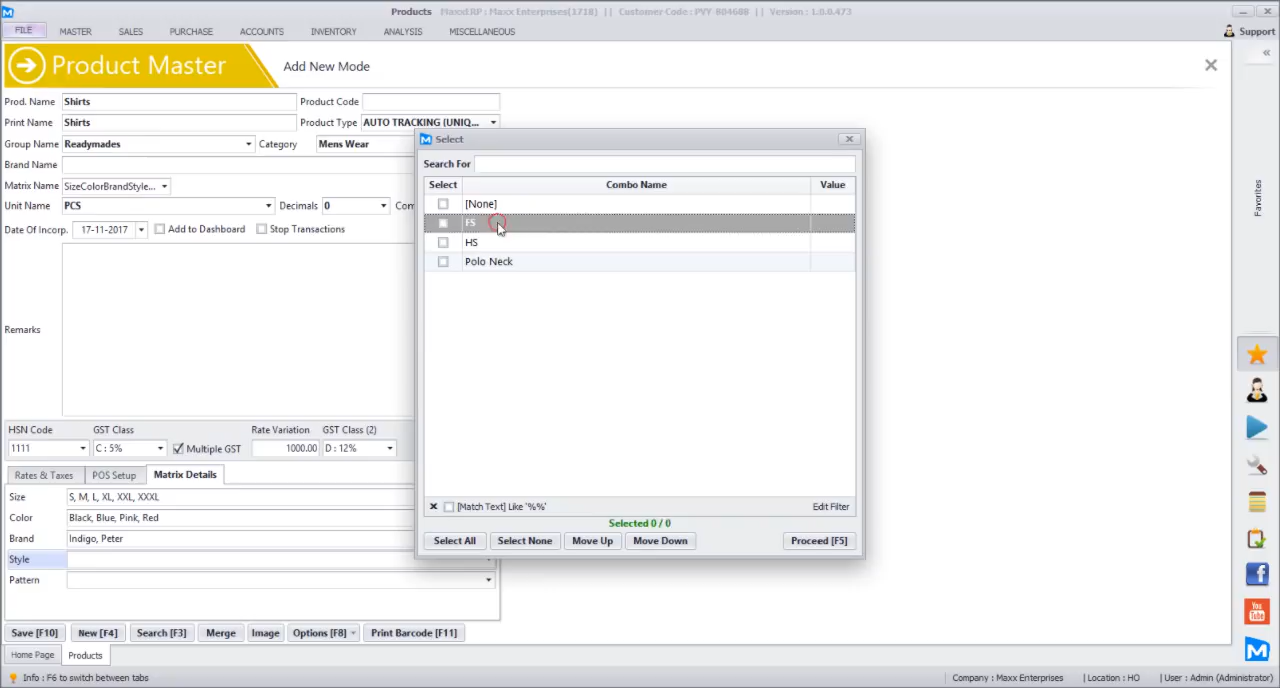 Products MaxxERP : Maxx Enterprises(1718) || Customer Code : PVY-B0460B || Version : 1.0.0.473
FILE MASTER SALES PURCHASE ACCOUNTS INVENTORY ANALYSIS MISCELLANEOUS Support
Product Master Add New Mode
Prod. Name Shirts Product Code
Print Name Shirts Product Type AUTO TRACKING (UNIQ...
Group Name Readymades Category Mens Wear
Brand Name
Matrix Name SizeColorBrandStyle...
Unit Name PCS Decimals 0 Com
Date Of Incorp. 17-11-2017 Add to Dashboard Stop Transactions
Remarks
HSN Code GST Class Rate Variation GST Class (2)
1111 C : 5% Multiple GST 1000.00 D : 12%
Rates & Taxes POS Setup Matrix Details
Size S, M, L, XL, XXL, XXXL
Color Black, Blue, Pink, Red
Brand Indigo, Peter
Style
Pattern
Save [F10] New [F4] Search [F3] Merge Image Options [F8] Print Barcode [F11]
Home Page Products
Info : F6 to switch between tabs Company : Maxx Enterprises | Location : HO | User : Admin (Administrator)
Select
Search For
Select Combo Name Value
[None]
FS
HS
Polo Neck
[Match Text] Like '%%' Edit Filter
Selected 0 / 0
Select All Select None Move Up Move Down Proceed [F5]
Favorites
You
Tube